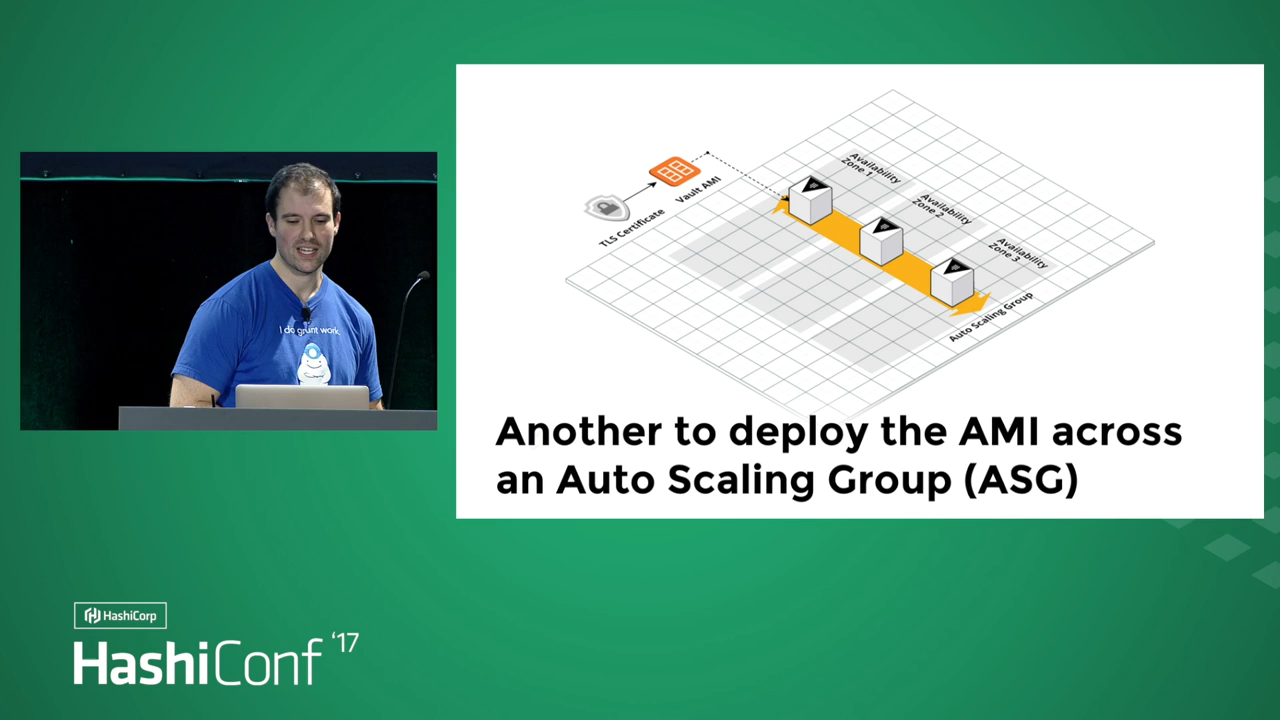 I do grunt work.
Availability
Zone 1
Availability
Zone 2
Availability
Zone 3
Vault AMI
TLS Certificate
Auto Scaling Group
Another to deploy the AMI across
an Auto Scaling Group (ASG)
HashiCorp
HashiConf '17